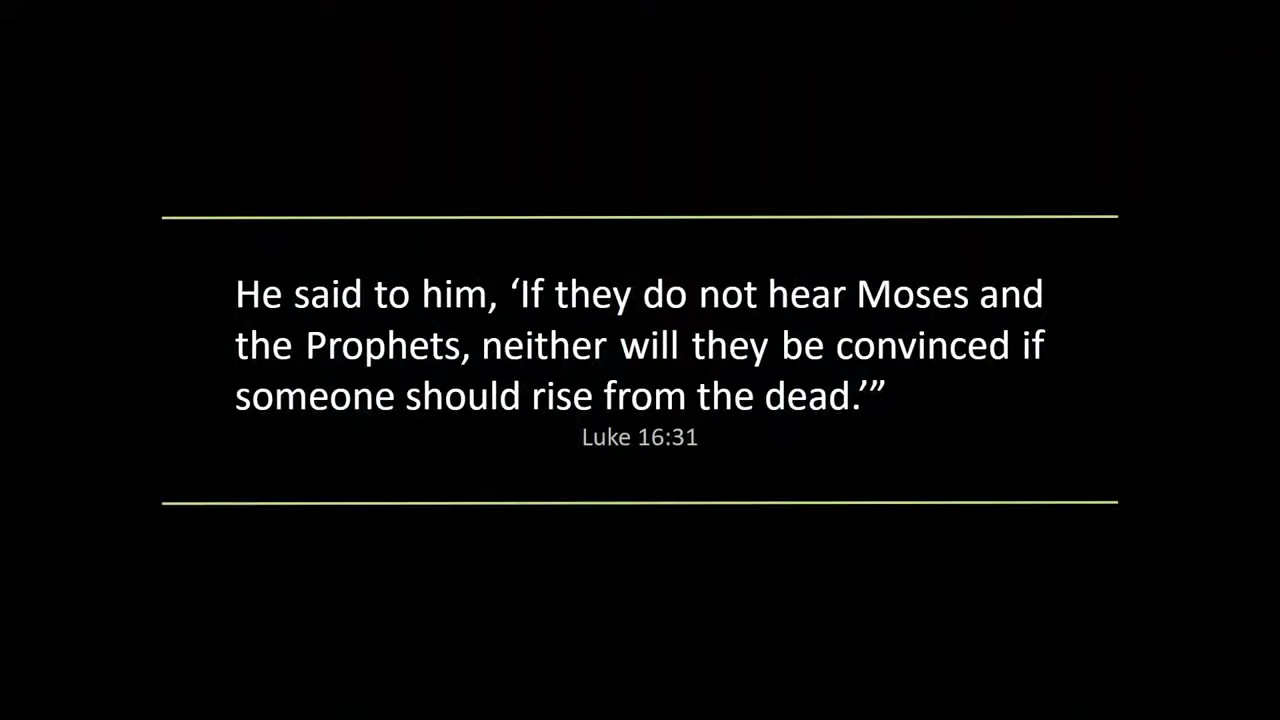 He said to him, ‘If they do not hear Moses and
the Prophets, neither will they be convinced if
someone should rise from the dead.’”
Luke 16:31